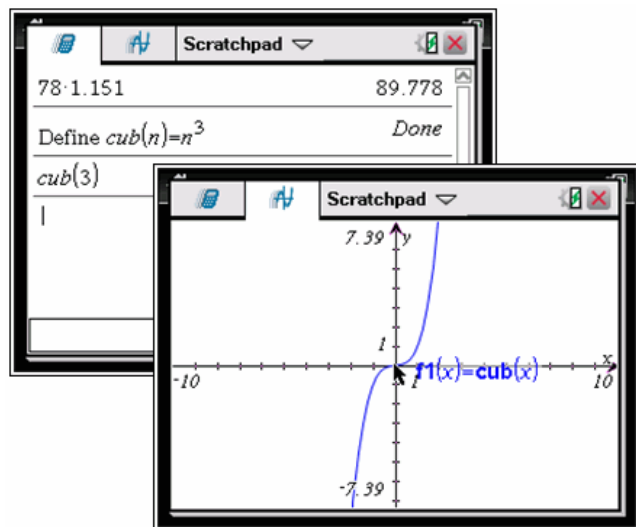 Scratchpad
78·1.151 89.778
Define cub(n)=n³ Done
cub(3)
Scratchpad
7.39 y
1
x
-10 1 10
f1(x)=cub(x)
-7.39